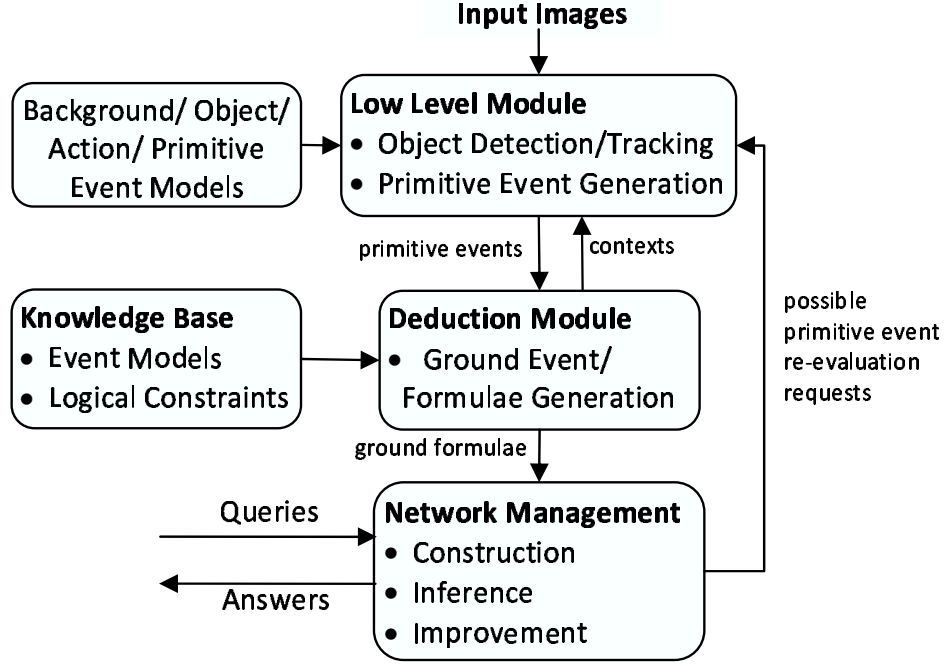 Input Images
Background/ Object/
Action/ Primitive
Event Models
Low Level Module
• Object Detection/Tracking
• Primitive Event Generation
primitive events
contexts
Knowledge Base
• Event Models
• Logical Constraints
Deduction Module
• Ground Event/
Formulae Generation
possible
primitive event
re-evaluation
requests
ground formulae
Queries
Answers
Network Management
• Construction
• Inference
• Improvement